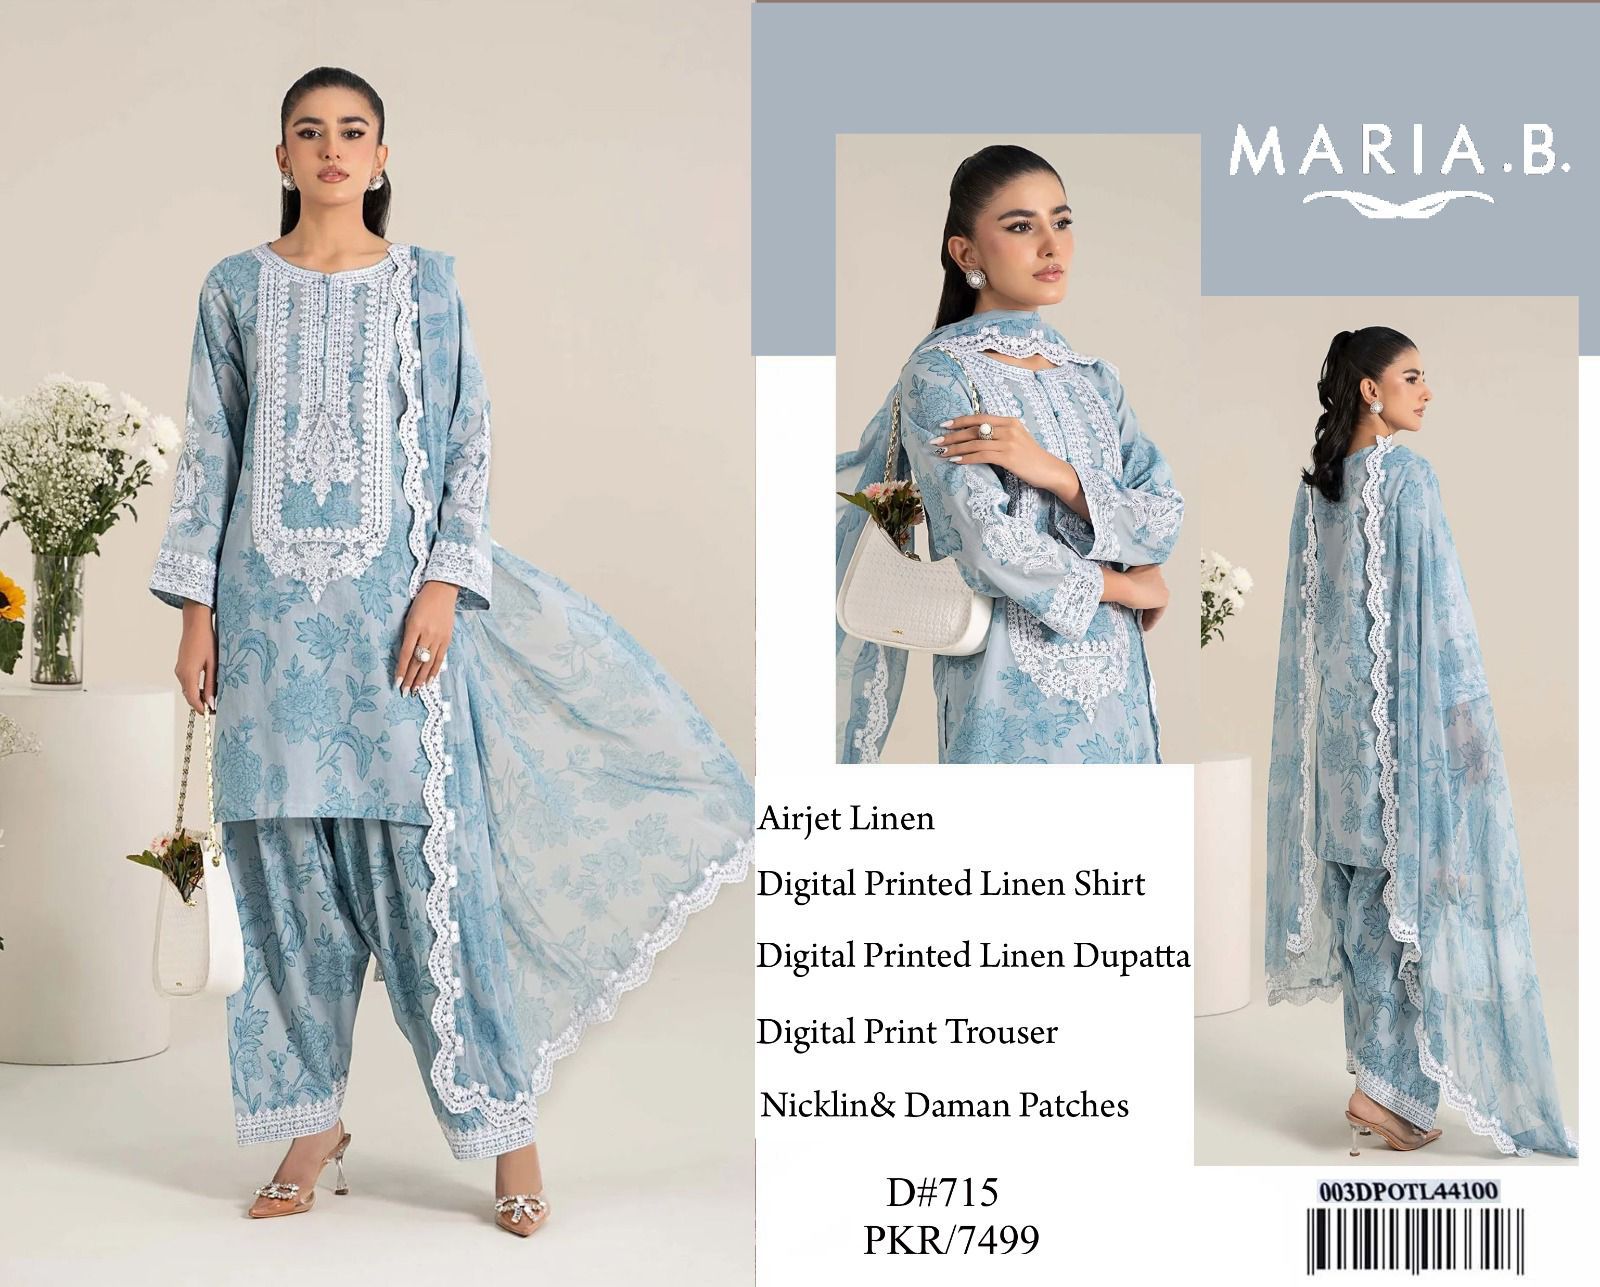 MARIA.B.
Airjet Linen
Digital Printed Linen Shirt
Digital Printed Linen Dupatta
Digital Print Trouser
Nicklin& Daman Patches
D#715
PKR/7499
003DPOTL44100